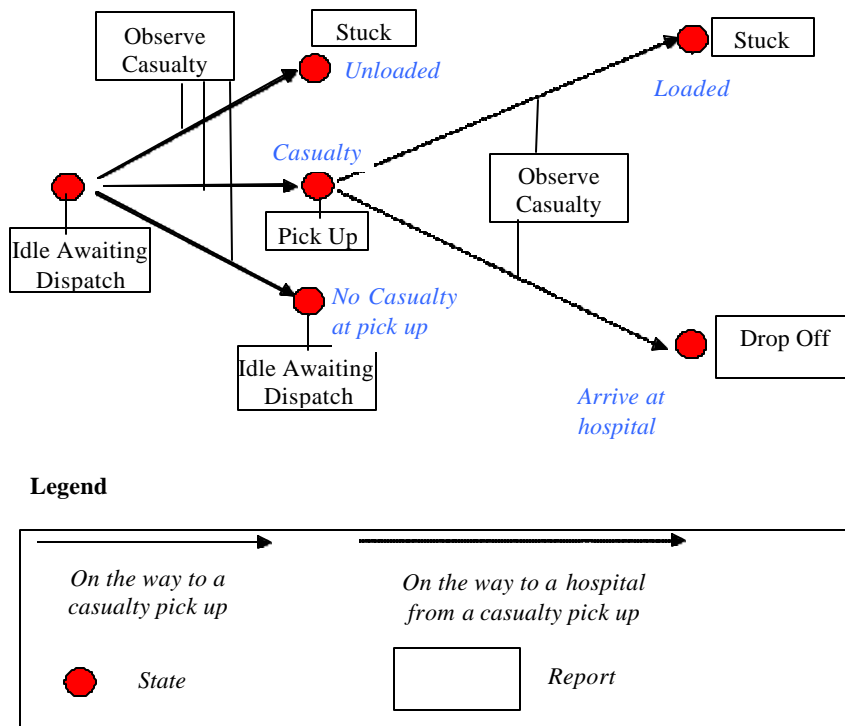 Observe
Casualty
Stuck
Unloaded
Stuck
Loaded
Casualty
Observe
Casualty
Pick Up
Idle Awaiting
Dispatch
No Casualty
at pick up
Idle Awaiting
Dispatch
Drop Off
Arrive at
hospital
Legend
On the way to a
casualty pick up
On the way to a hospital
from a casualty pick up
State
Report